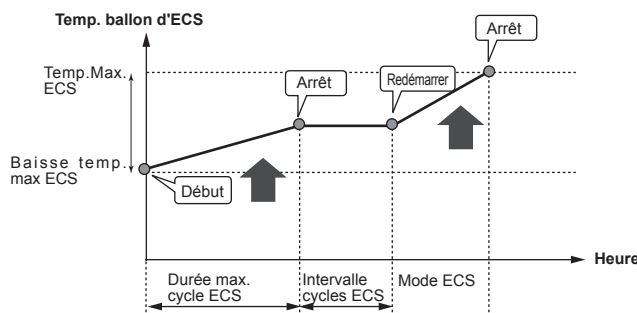 Temp. ballon d'ECS
Arrêt
Temp.Max.
ECS
Arrêt
Redémarrer
Baisse temp.
max ECS
Début
Heure
Durée max.
cycle ECS
Intervalle
cycles ECS
Mode ECS